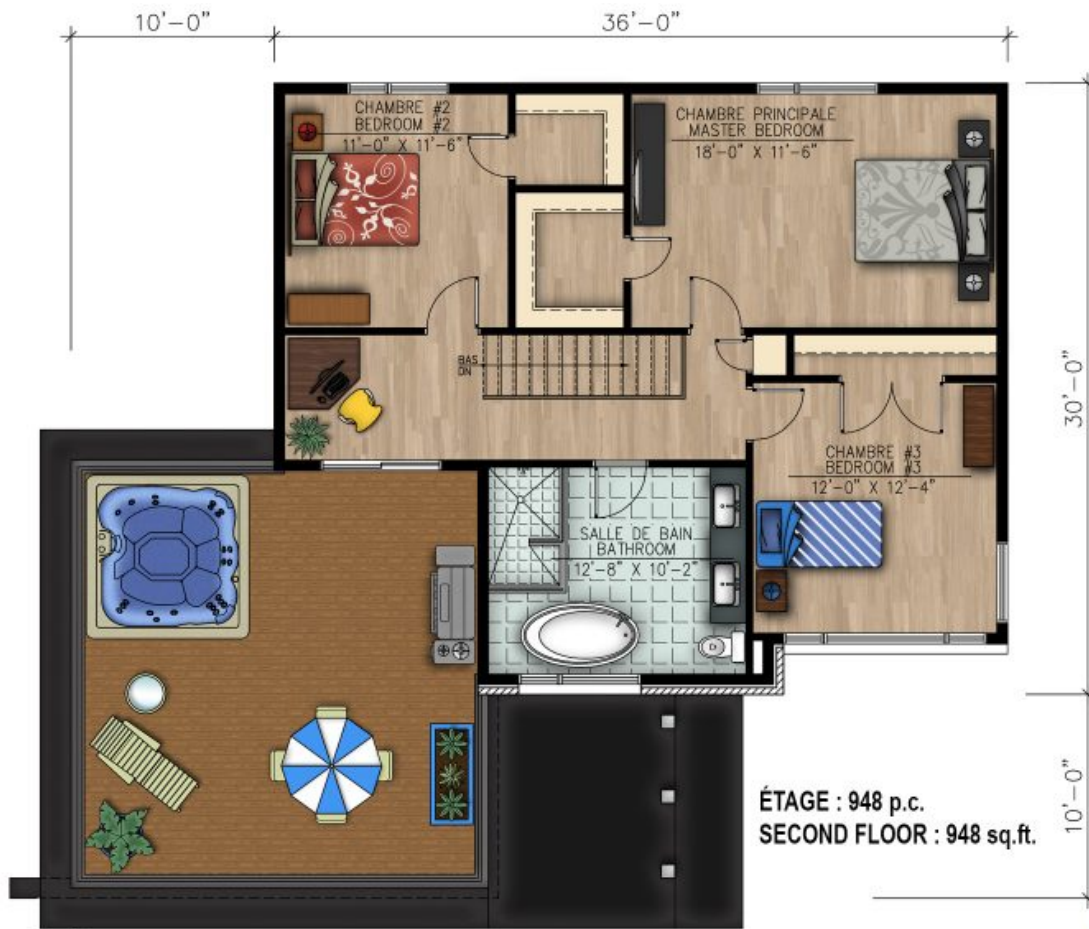 10'-0"
36'-0"
CHAMBRE #2
BEDROOM #2
11'-0" X 11'-6"
CHAMBRE PRINCIPALE
MASTER BEDROOM
18'-0" X 11'-6"
BAS
DN
30'-0"
CHAMBRE #3
BEDROOM #3
12'-0" X 12'-4"
SALLE DE BAIN
BATHROOM
12'-8" X 10'-2"
ÉTAGE : 948 p.c.
SECOND FLOOR : 948 sq.ft.
10'-0"